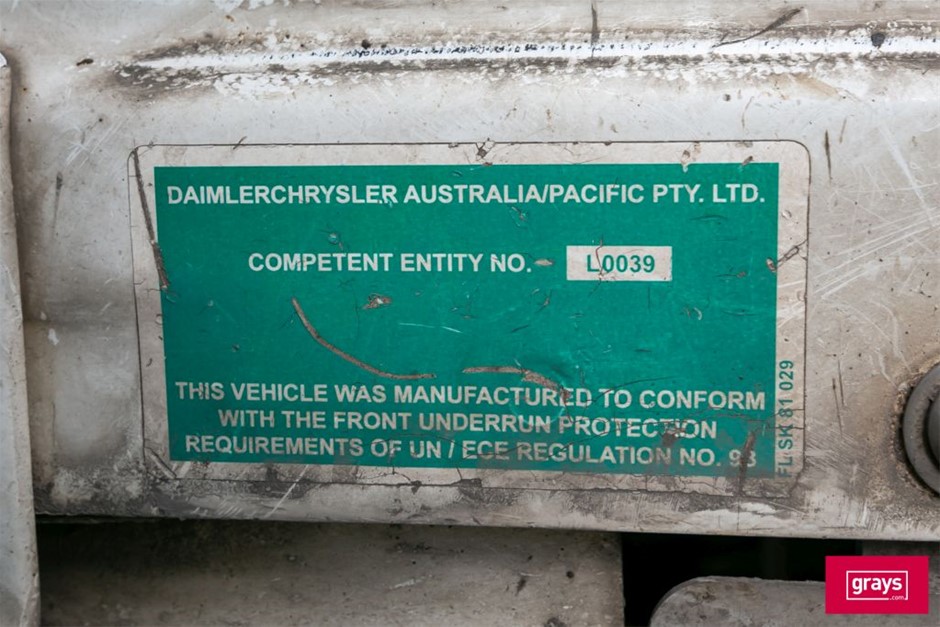 DAIMLERCHRYSLER AUSTRALIA/PACIFIC PTY. LTD.
COMPETENT ENTITY NO. L0039
THIS VEHICLE WAS MANUFACTURED TO CONFORM
WITH THE FRONT UNDERRUN PROTECTION
REQUIREMENTS OF UN / ECE REGULATION NO. 93
FL SK 81 029
grays
.com